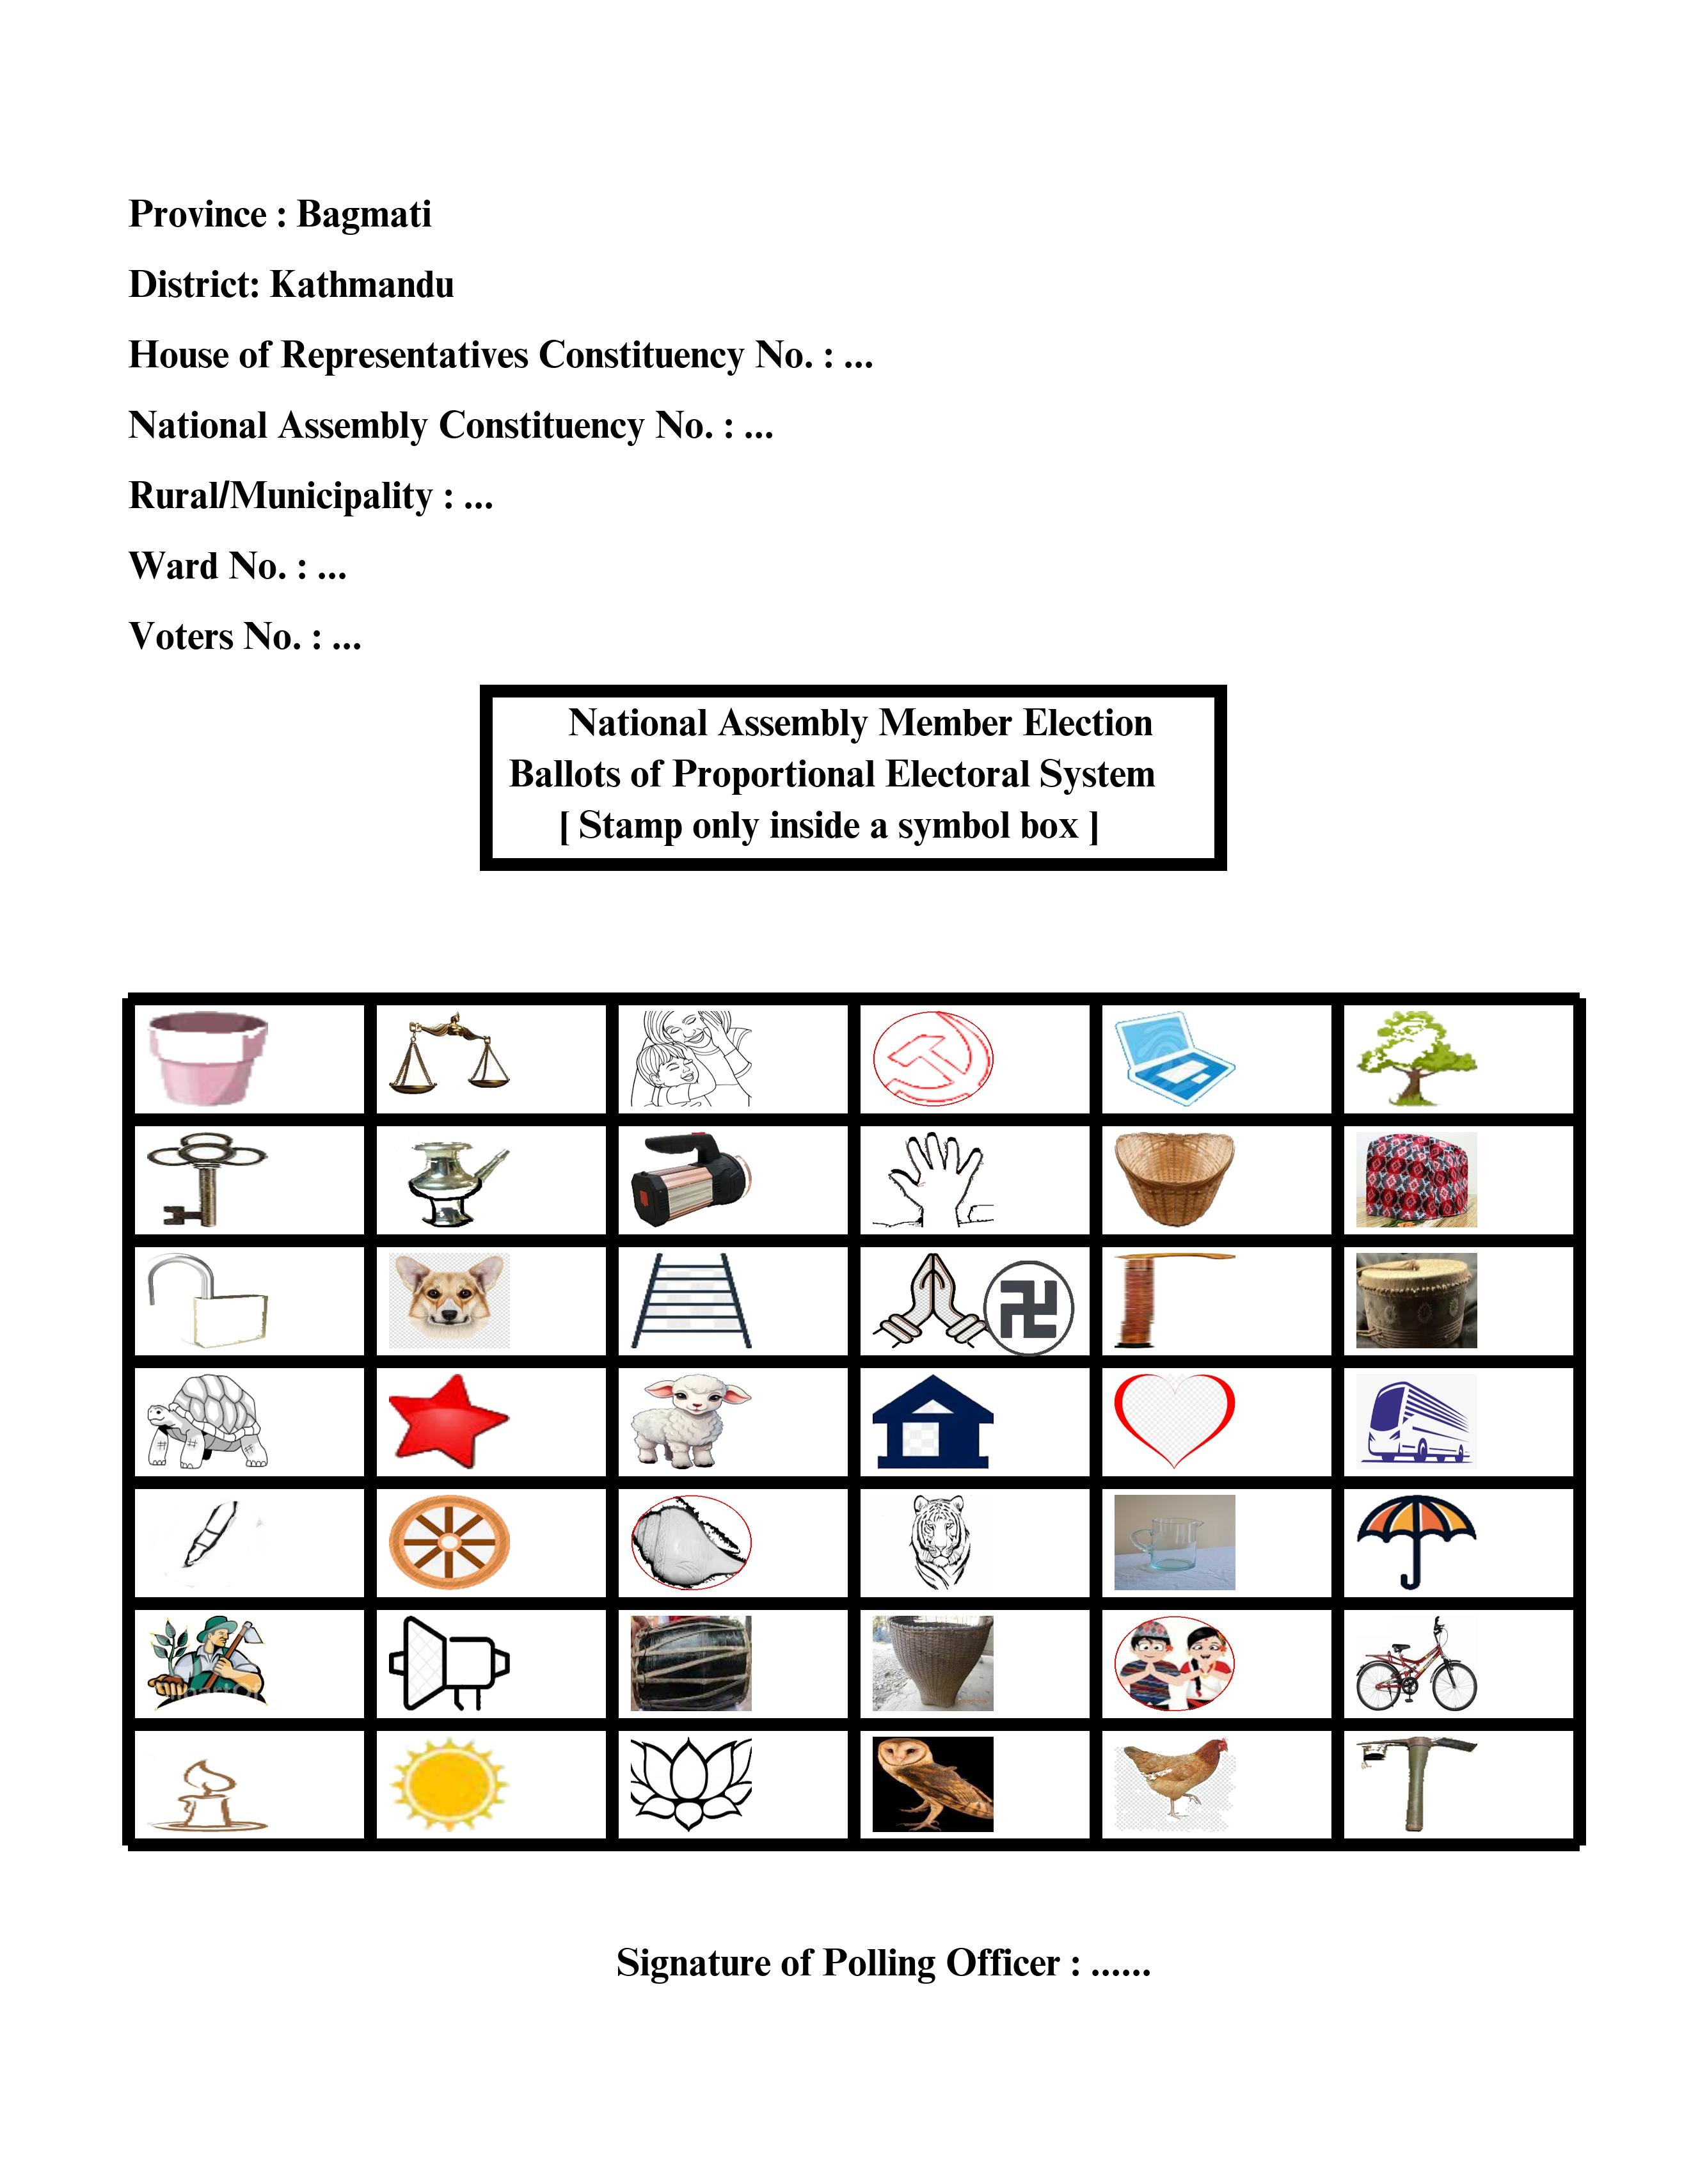 Province : Bagmati
District: Kathmandu
House of Representatives Constituency No. : ...
National Assembly Constituency No. : ...
Rural/Municipality : ...
Ward No. : ...
Voters No. : ...
National Assembly Member Election
Ballots of Proportional Electoral System
[ Stamp only inside a symbol box ]
Signature of Polling Officer : ......